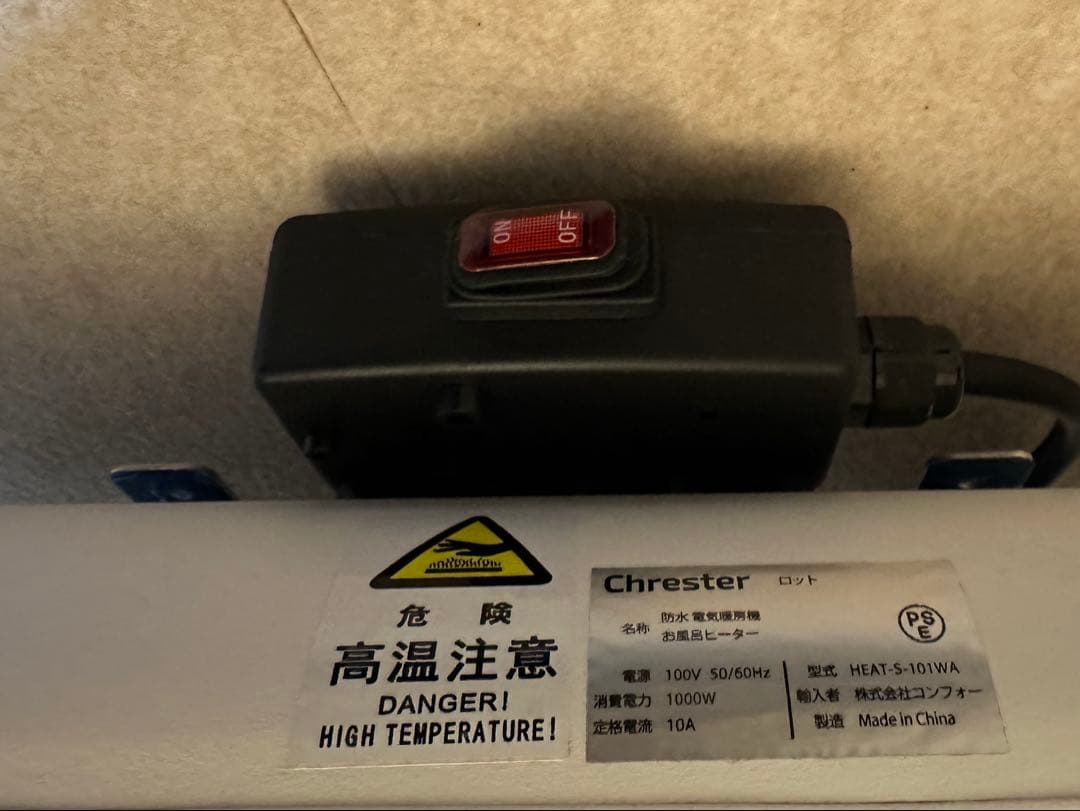 ON OFF
危険
高温注意
DANGER!
HIGH TEMPERATURE!
Chrester ロット
名称 防水 電気暖房機
お風呂ヒーター
PS
E
電源 100V 50/60Hz
消費電力 1000W
定格電流 10A
型式 HEAT-S-101WA
輸入者 株式会社コンフォー
製造 Made in China